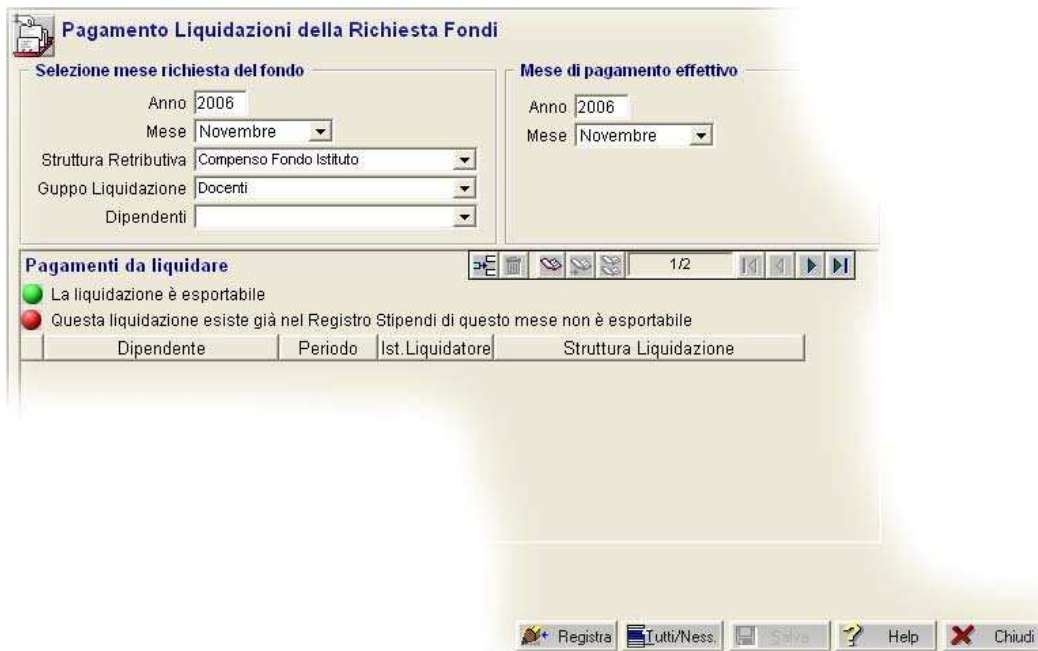 Pagamento Liquidazioni della Richiesta Fondi
Selezione mese richiesta del fondo
Anno 2006
Mese Novembre
Struttura Retributiva Compenso Fondo Istituto
Guppo Liquidazione Docenti
Dipendenti
Mese di pagamento effettivo
Anno 2006
Mese Novembre
Pagamenti da liquidare
1/2
La liquidazione è esportabile
Questa liquidazione esiste già nel Registro Stipendi di questo mese non è esportabile
Dipendente Periodo Ist.Liquidatore Struttura Liquidazione
Registra Tutti/Ness. Salva Help Chiudi